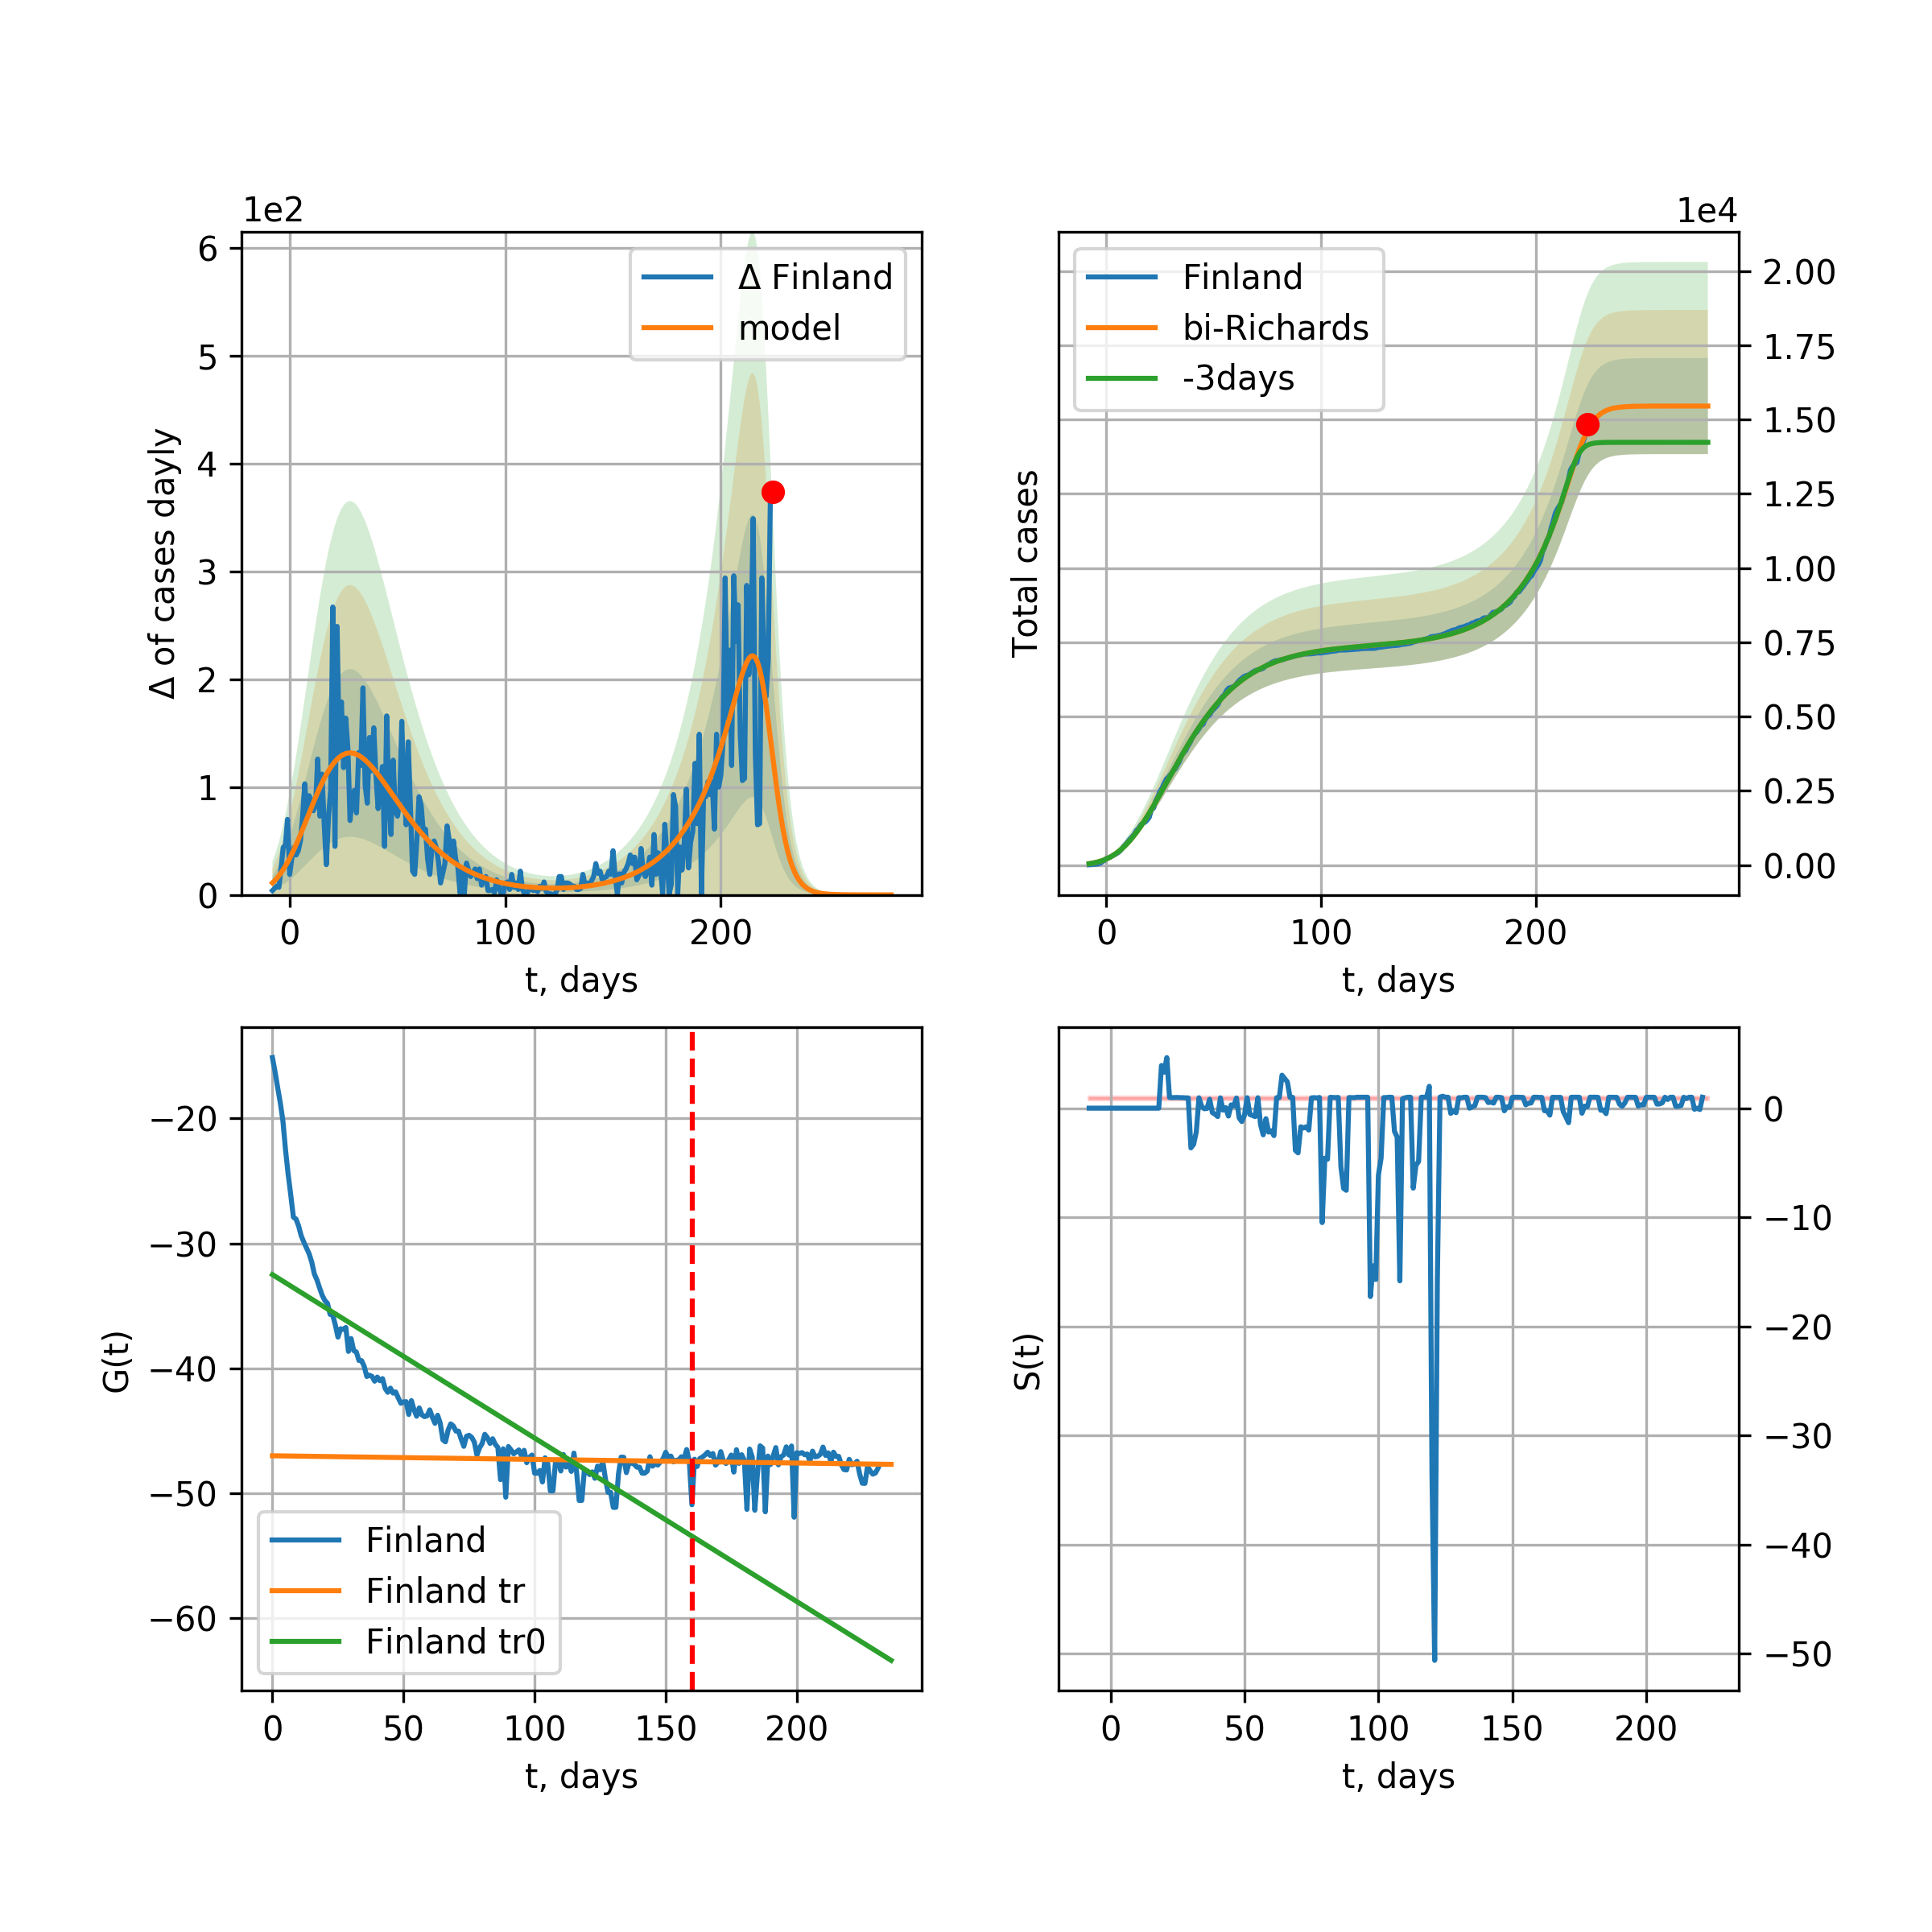 1e2
6
5
4
3
2
1
0
Δ of cases dayly
Δ Finland
model
0 100 200
t, days
1e4
Finland
bi-Richards
-3days
2.00
1.75
1.50
1.25
1.00
0.75
0.50
0.25
0.00
Total cases
0 100 200
t, days
−20
−30
−40
−50
−60
G(t)
Finland
Finland tr
Finland tr0
0 50 100 150 200
t, days
S(t)
0
−10
−20
−30
−40
−50
0 50 100 150 200
t, days